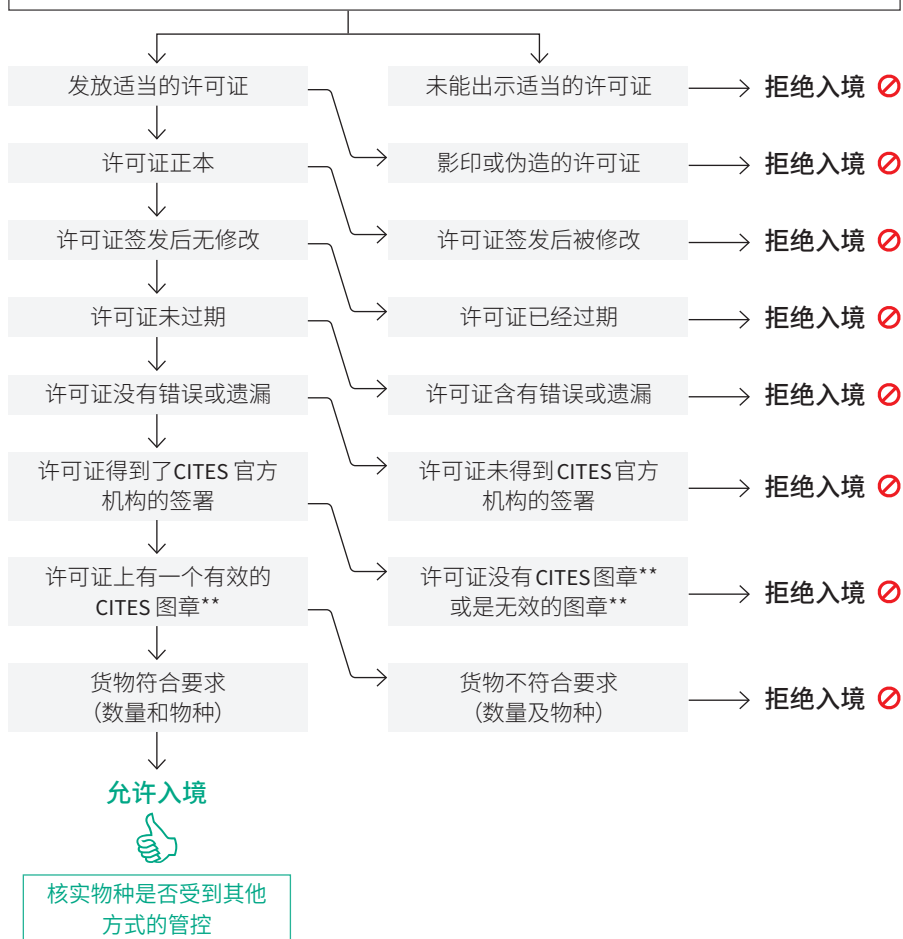 发放适当的许可证
未能出示适当的许可证
拒绝入境
许可证正本
影印或伪造的许可证
拒绝入境
许可证签发后无修改
许可证签发后被修改
拒绝入境
许可证未过期
许可证已经过期
拒绝入境
许可证没有错误或遗漏
许可证含有错误或遗漏
拒绝入境
许可证得到了CITES 官方
机构的签署
许可证未得到CITES官方
机构的签署
拒绝入境
许可证上有一个有效的
CITES 图章**
许可证没有CITES图章**
或是无效的图章**
拒绝入境
货物符合要求
（数量和物种）
货物不符合要求
（数量及物种）
拒绝入境
允许入境
核实物种是否受到其他
方式的管控